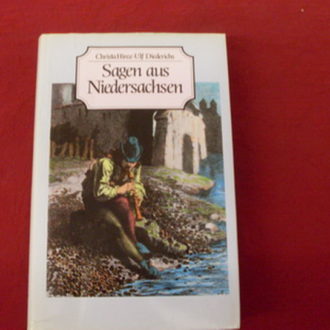 Christa Hinze Ulf Diederichs
Sagen aus
Niedersachsen